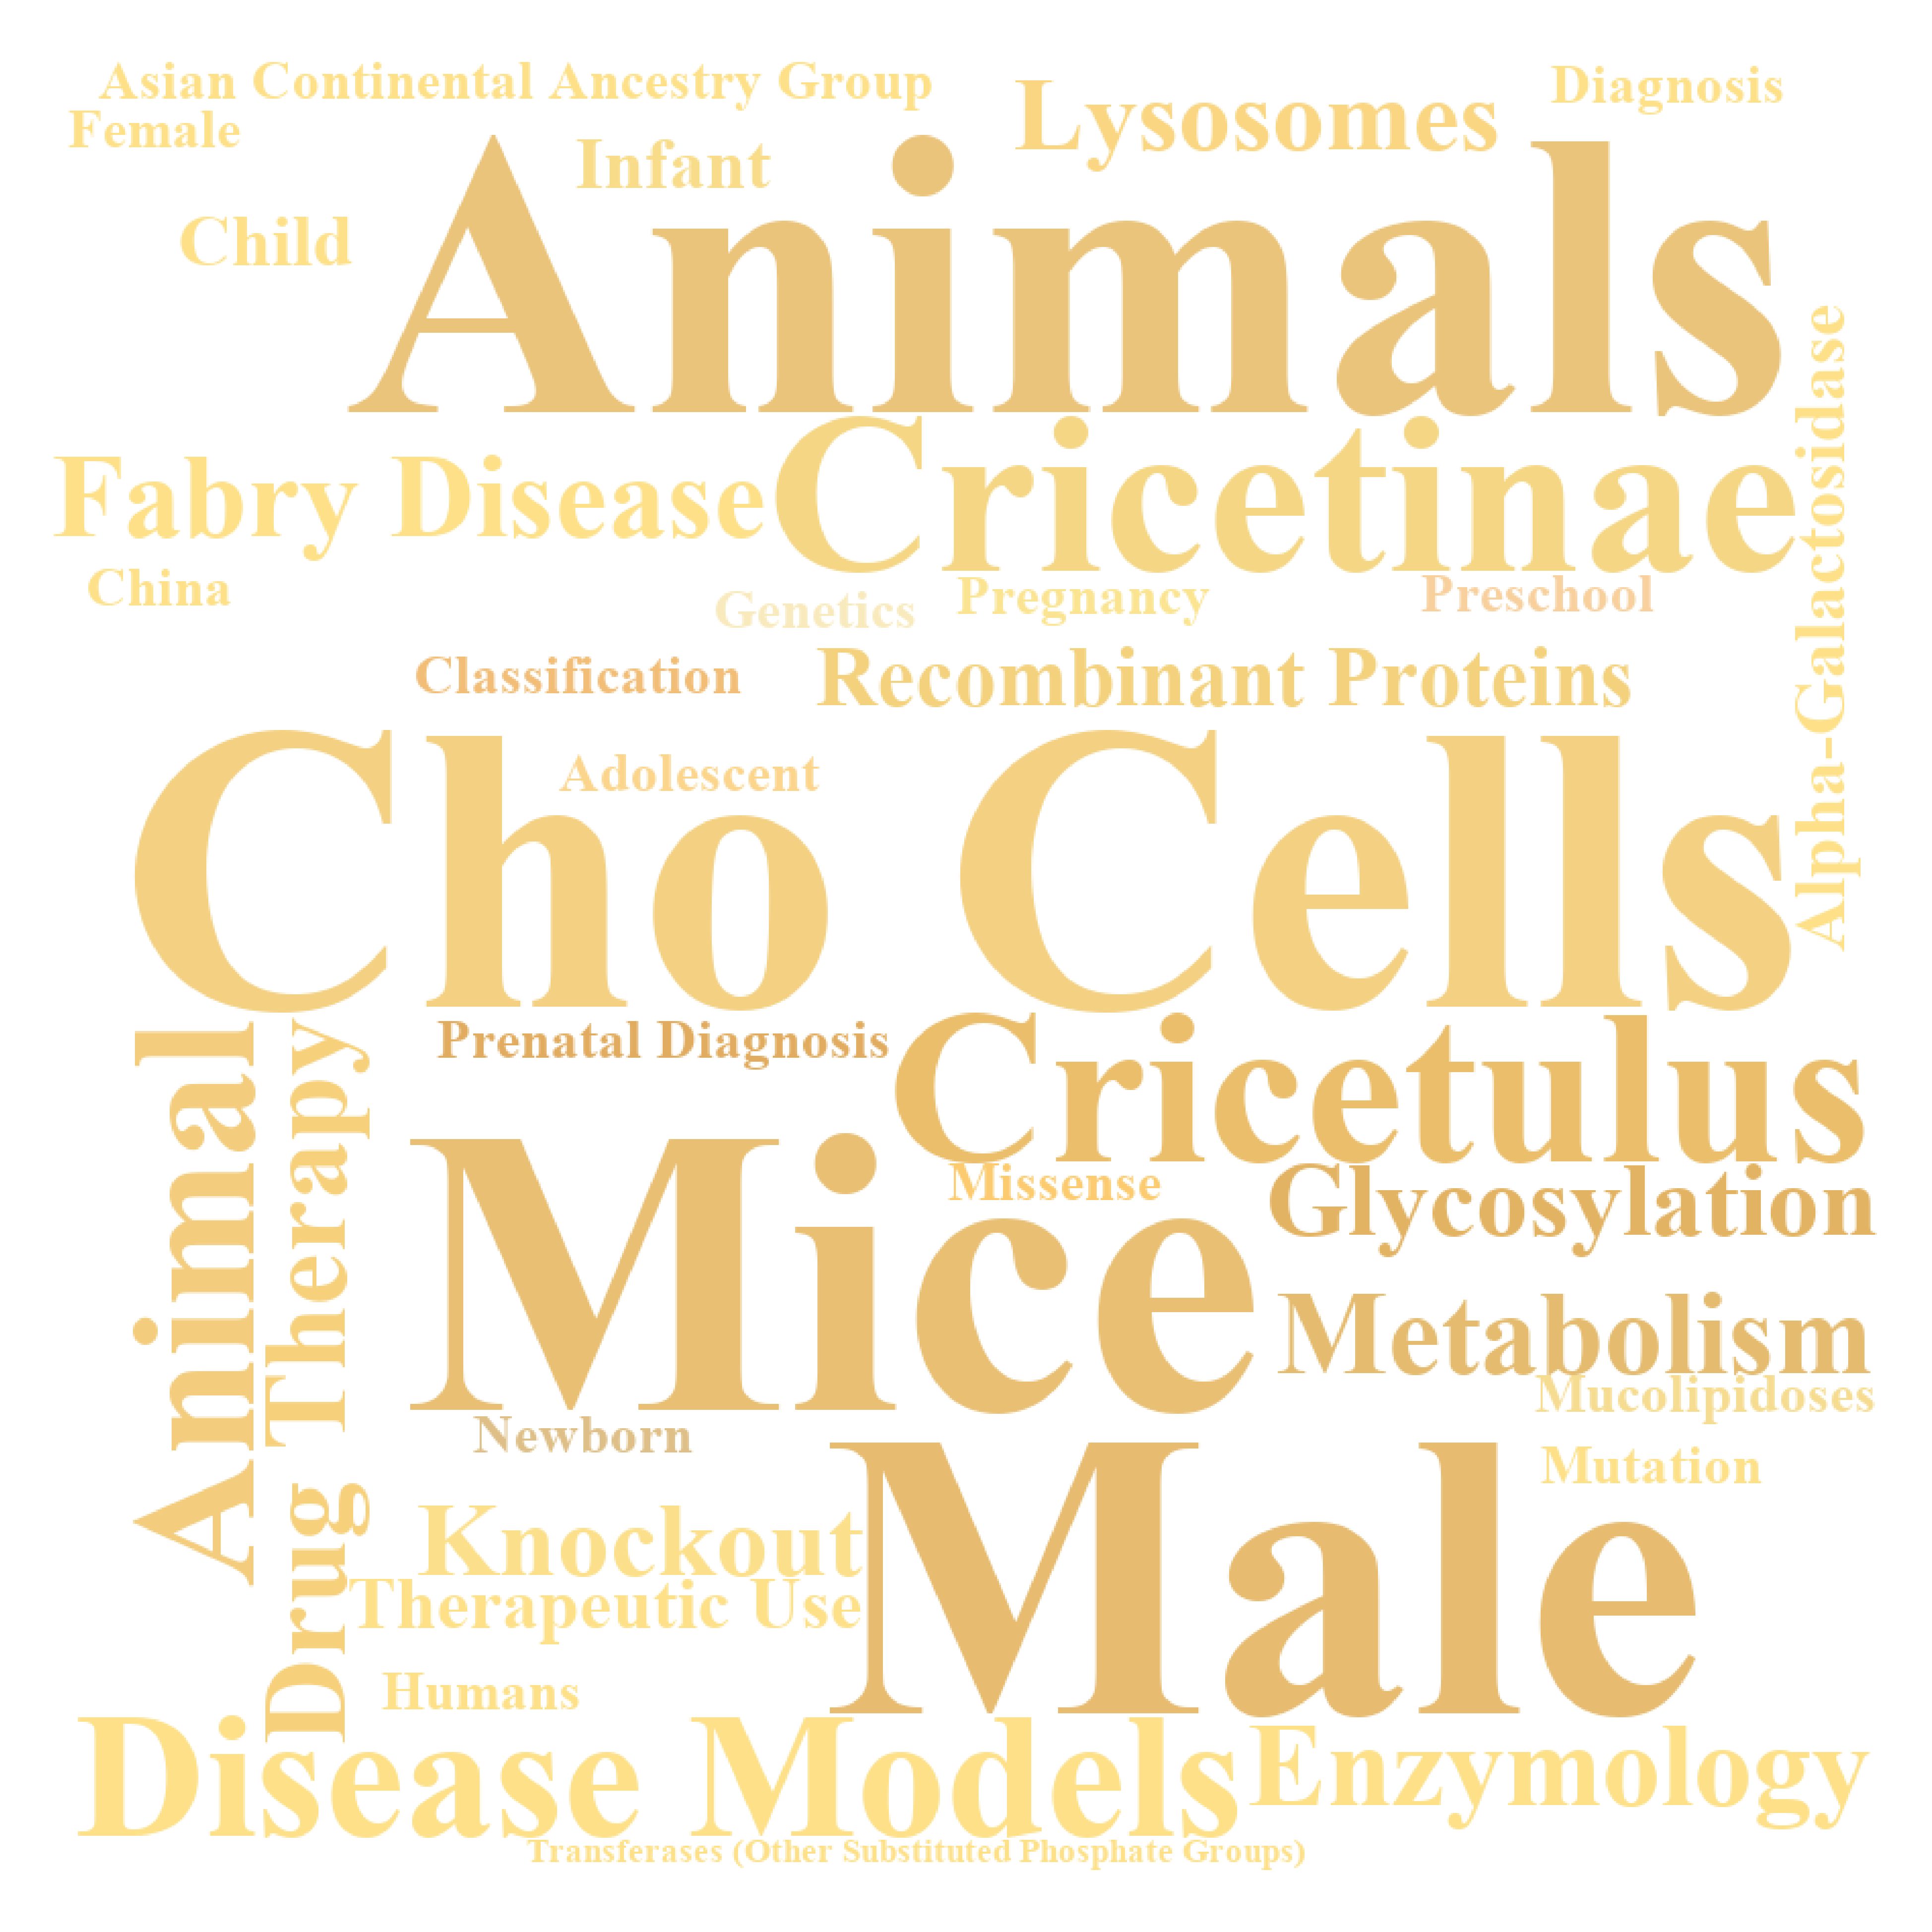 Asian Continental Ancestry Group
Diagnosis
Lysosomes
Female
Infant
Child
Animals
Fabry Disease
Cricetinae
Alpha-Galactosidase
China
Genetics
Pregnancy
Preschool
Classification
Recombinant Proteins
Adolescent
Cho Cells
Prenatal Diagnosis
Cricetulus
Animal
Drug Therapy
Mice
Missense
Glycosylation
Metabolism
Mucolipidoses
Newborn
Mutation
Knockout
Male
Therapeutic Use
Humans
Disease Models
Enzymology
Transferases (Other Substituted Phosphate Groups)